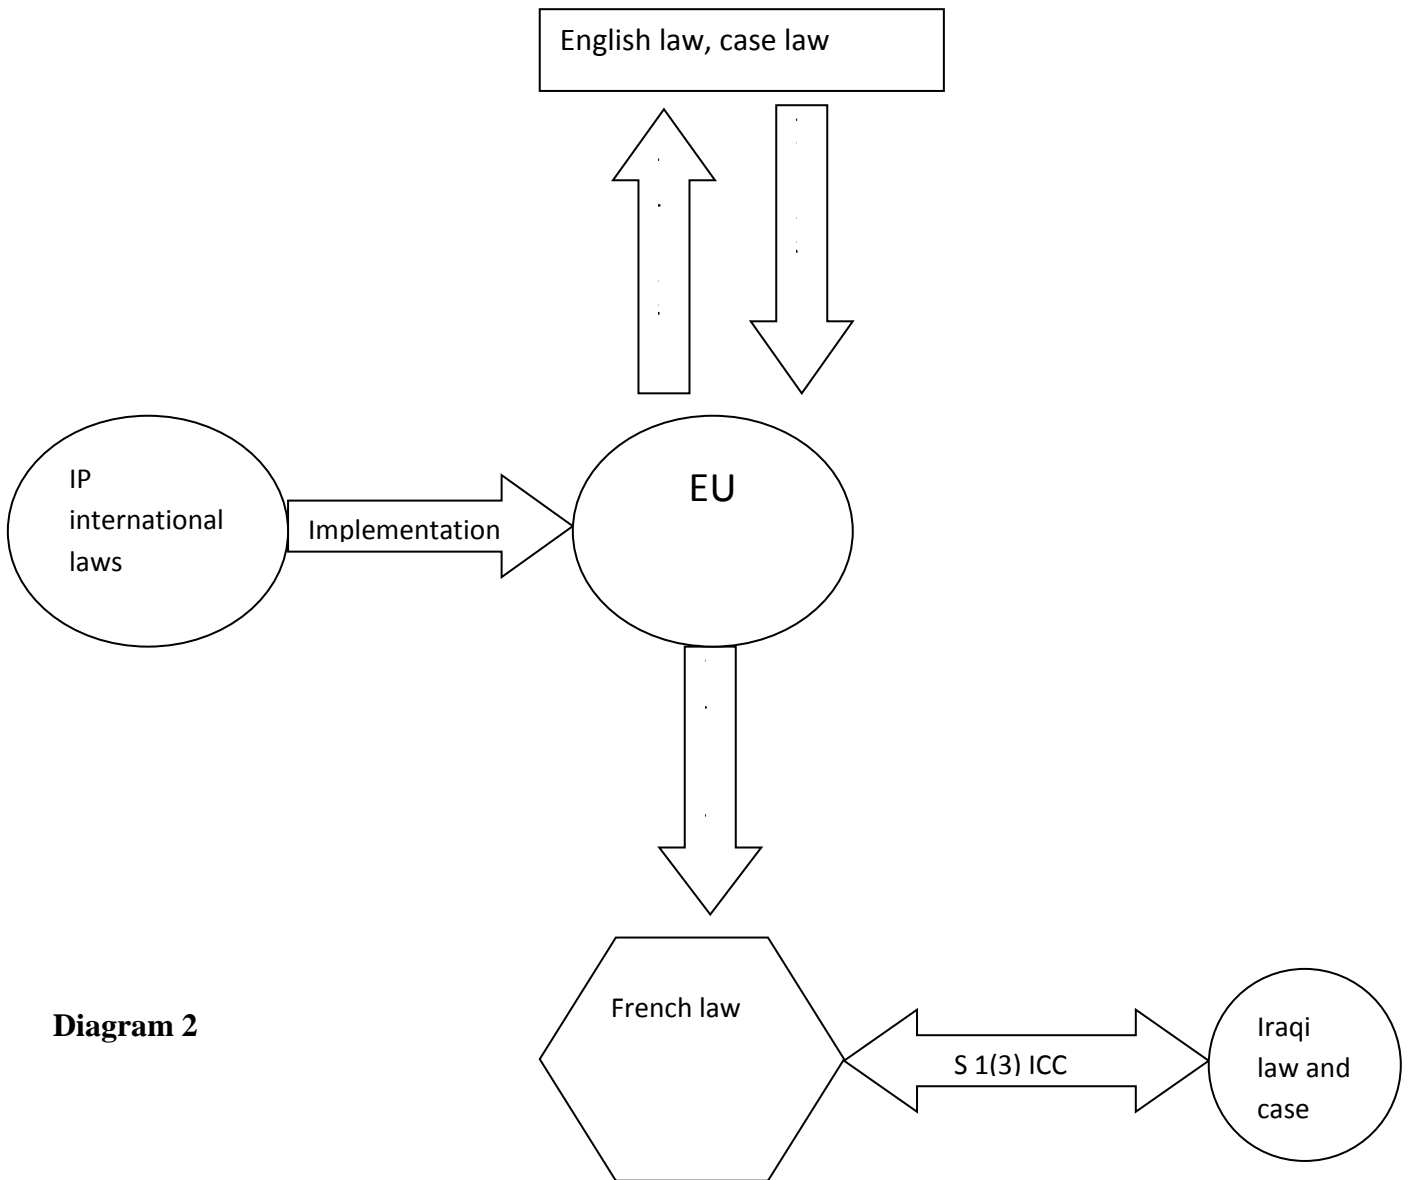 English law, case law
IP
international
laws
Implementation
EU
French law
Diagram 2
S 1(3) ICC
Iraqi
law and
case